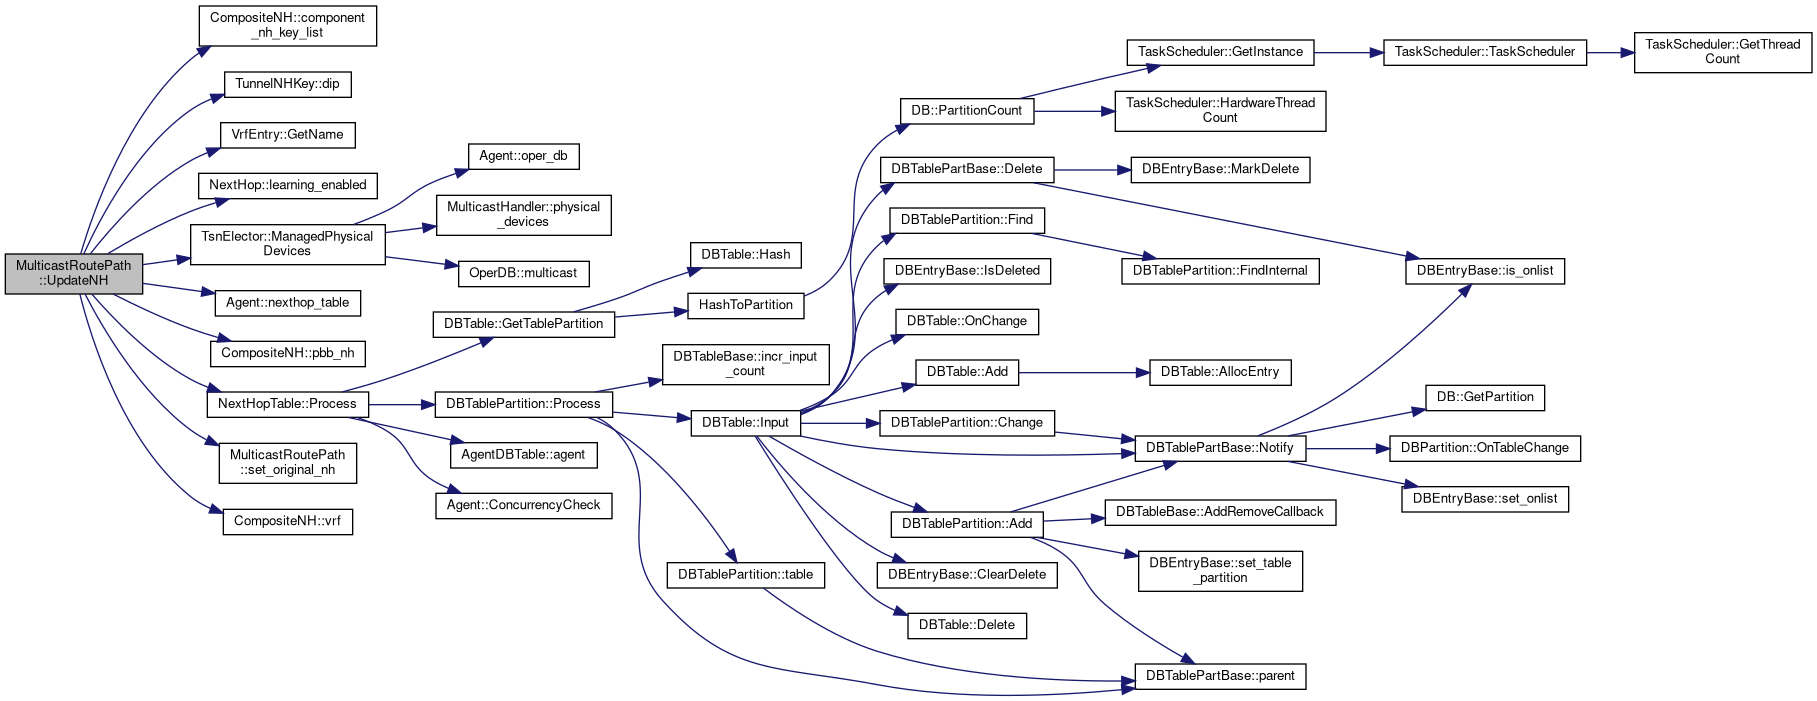 MulticastRoutePath
::UpdateNH
CompositeNH::component
_nh_key_list
TunnelNHKey::dip
VrfEntry::GetName
NextHop::learning_enabled
TsnElector::ManagedPhysical
Devices
Agent::nexthop_table
CompositeNH::pbb_nh
NextHopTable::Process
MulticastRoutePath
::set_original_nh
CompositeNH::vrf
Agent::oper_db
MulticastHandler::physical
_devices
OperDB::multicast
DBTable::GetTablePartition
DBTablePartition::Process
AgentDBTable::agent
Agent::ConcurrencyCheck
DBTable::Hash
HashToPartition
DBTableBase::incr_input
_count
DBTable::Input
DBTablePartition::table
DB::PartitionCount
DBTablePartBase::Delete
DBTablePartition::Find
DBEntryBase::IsDeleted
DBTable::OnChange
DBTable::Add
DBTablePartition::Change
DBTablePartition::Add
DBEntryBase::ClearDelete
DBTable::Delete
TaskScheduler::GetInstance
TaskScheduler::HardwareThread
Count
DBEntryBase::MarkDelete
DBTablePartition::FindInternal
DBTable::AllocEntry
DBTablePartBase::Notify
DBTableBase::AddRemoveCallback
DBEntryBase::set_table
_partition
DBTablePartBase::parent
TaskScheduler::TaskScheduler
DBEntryBase::is_onlist
DB::GetPartition
DBPartition::OnTableChange
DBEntryBase::set_onlist
TaskScheduler::GetThread
Count